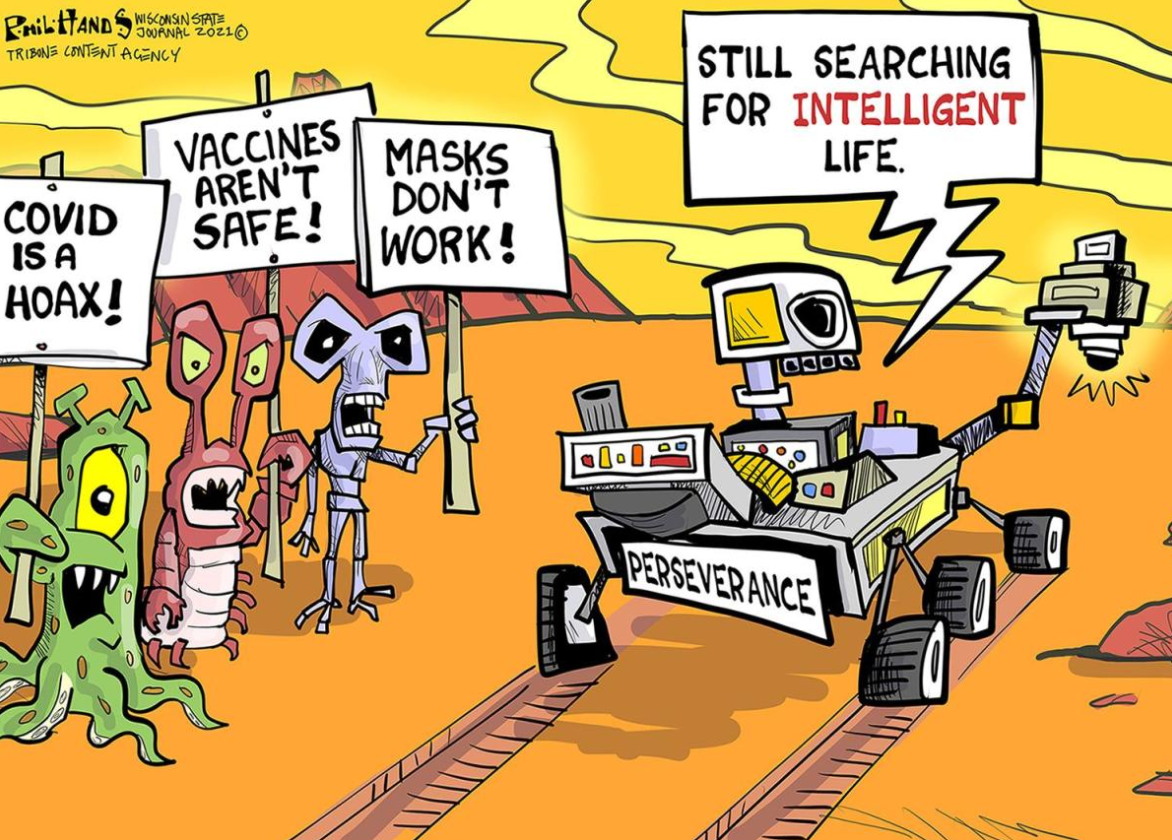 Phil Hands WISCONSIN STATE
JOURNAL 2021©
TRIBUNE CONTENT AGENCY
COVID
IS A
HOAX!
VACCINES
AREN'T
SAFE!
MASKS
DON'T
WORK!
STILL SEARCHING
FOR INTELLIGENT
LIFE.
PERSEVERANCE